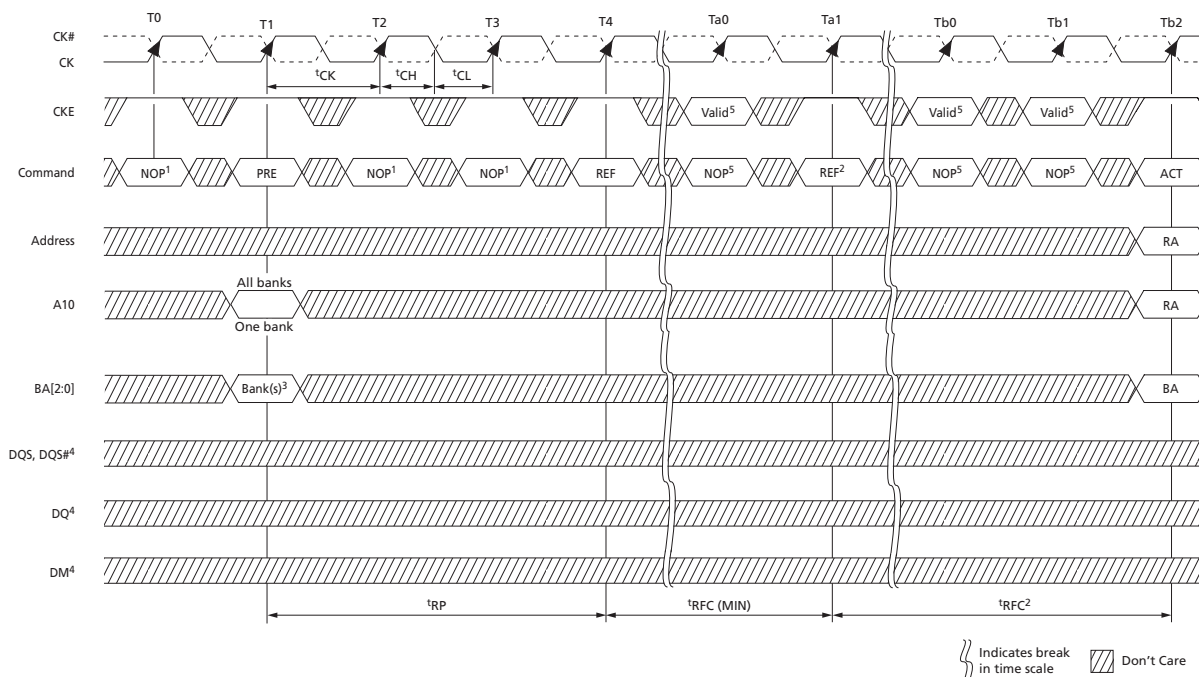 T0 T1 T2 T3 T4 Ta0 Ta1 Tb0 Tb1 Tb2
CK#
CK
tCK tCH tCL
CKE Valid5 Valid5 Valid5
Command NOP1 PRE NOP1 NOP1 REF NOP5 REF2 NOP5 NOP5 ACT
Address RA
All banks
A10 RA
One bank
BA[2:0] Bank(s)3 BA
DQS, DQS#4
DQ4
DM4
tRP tRFC (MIN) tRFC2
Indicates break
in time scale
Don't Care